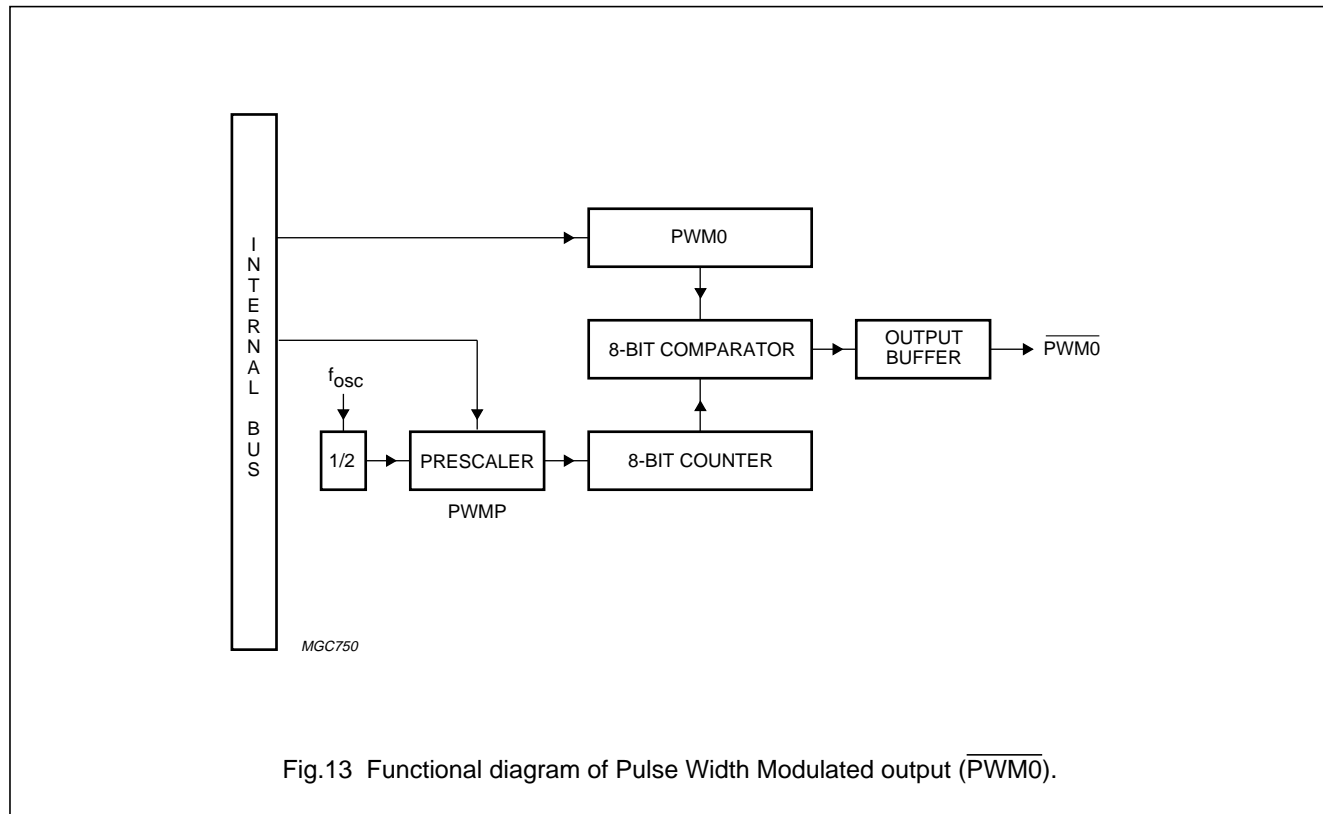 INTERNAL BUS
PWM0
8-BIT COMPARATOR
OUTPUT
BUFFER
PWM0
fosc
1/2
PRESCALER
8-BIT COUNTER
PWMP
MGC750
Fig.13 Functional diagram of Pulse Width Modulated output (PWM0).